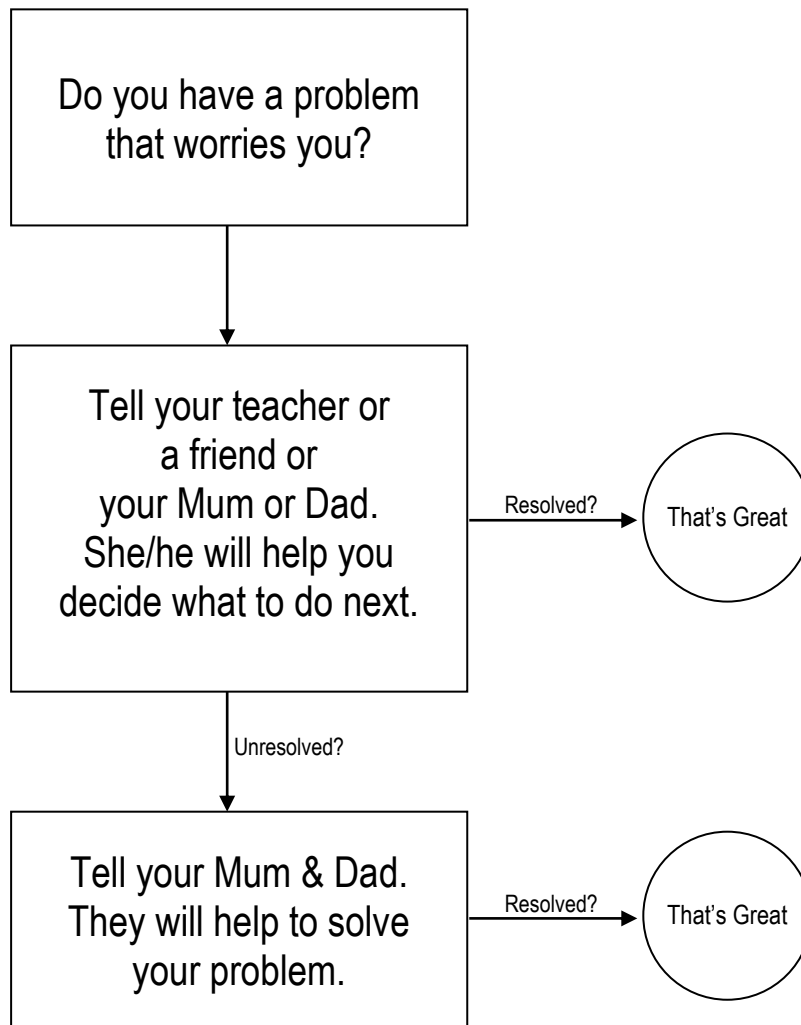 Do you have a problem
that worries you?
Tell your teacher or
a friend or
your Mum or Dad.
She/he will help you
decide what to do next.
Resolved?
That’s Great
Unresolved?
Tell your Mum & Dad.
They will help to solve
your problem.
Resolved?
That’s Great